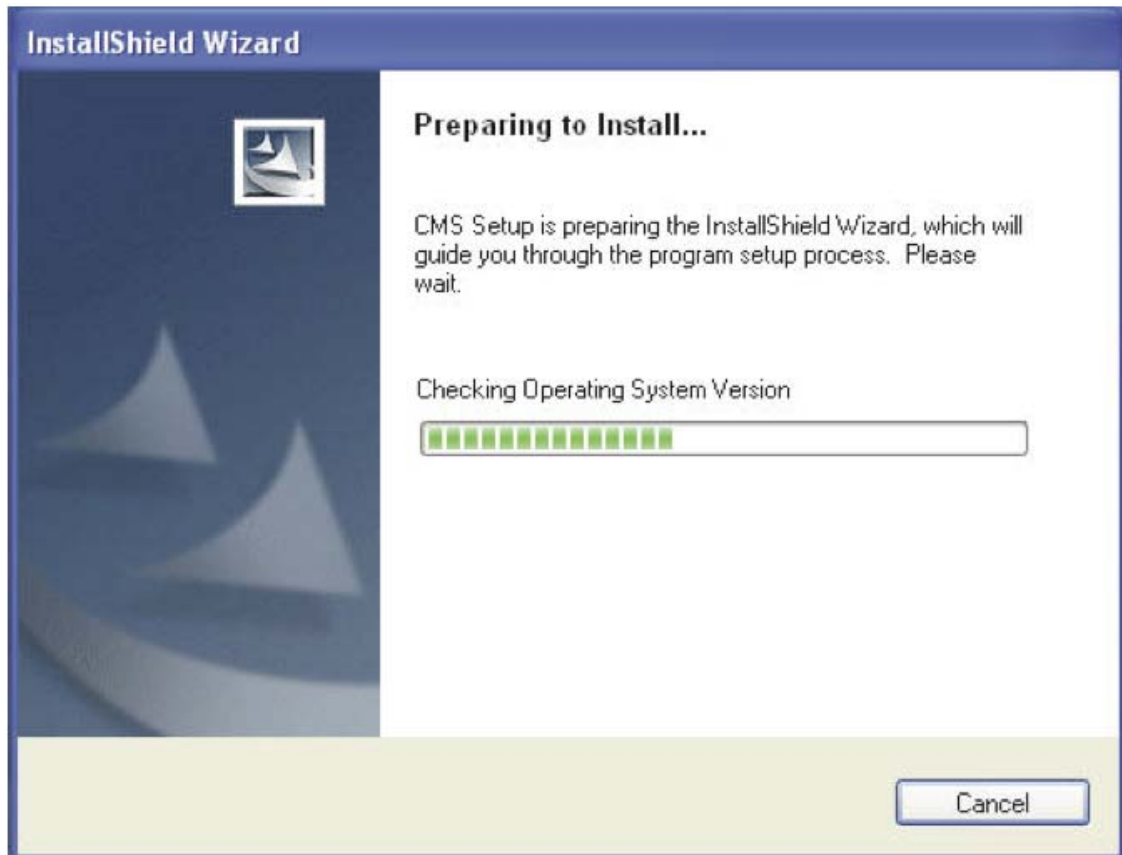 InstallShield Wizard
Preparing to Install...
CMS Setup is preparing the InstallShield Wizard, which will
guide you through the program setup process. Please
wait.
Checking Operating System Version
Cancel